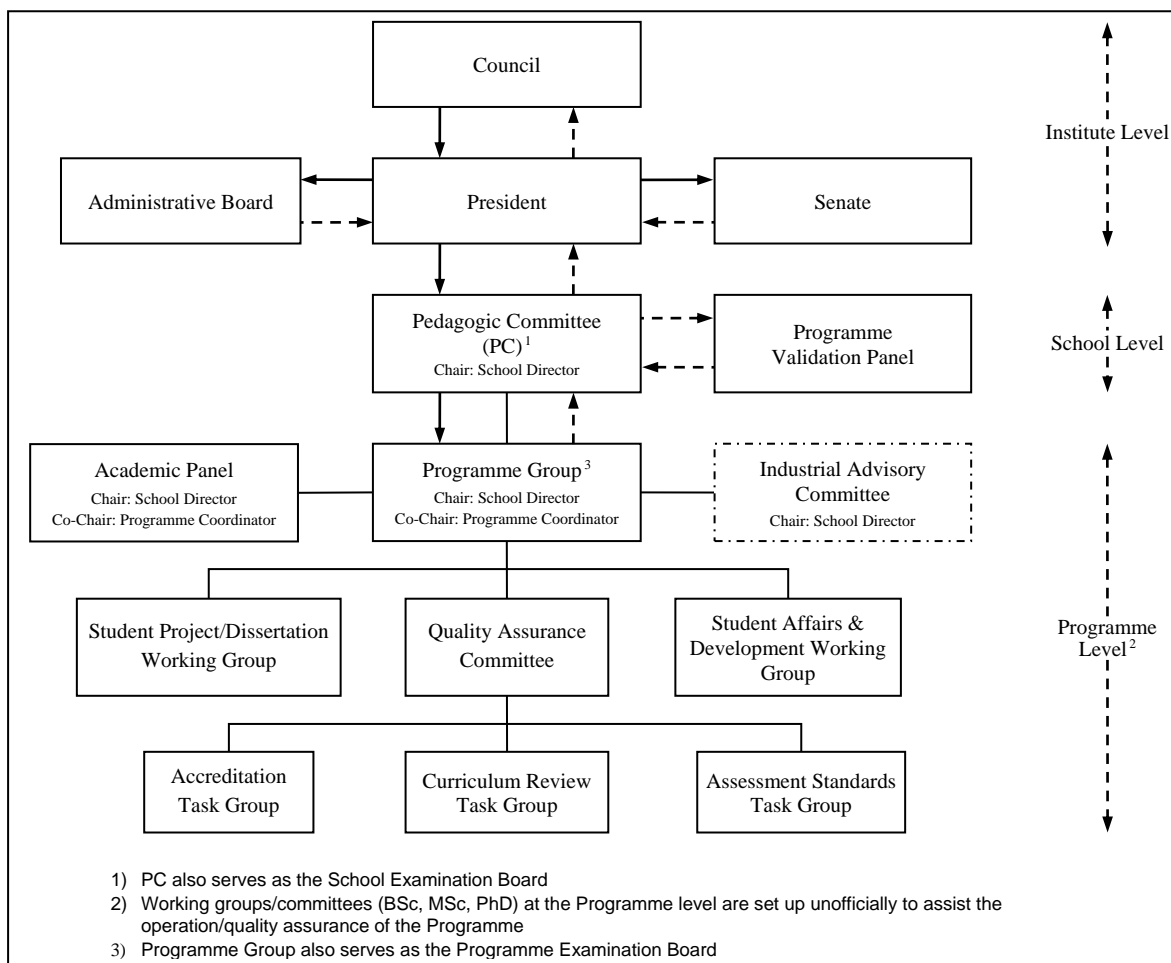 Council
Institute Level
Administrative Board
President
Senate
Pedagogic Committee
(PC)1
Chair: School Director
Programme
Validation Panel
School Level
Academic Panel
Chair: School Director
Co-Chair: Programme Coordinator
Programme Group3
Chair: School Director
Co-Chair: Programme Coordinator
Industrial Advisory
Committee
Chair: School Director
Student Project/Dissertation
Working Group
Quality Assurance
Committee
Student Affairs &
Development Working
Group
Programme
Level2
Accreditation
Task Group
Curriculum Review
Task Group
Assessment Standards
Task Group
1) PC also serves as the School Examination Board
2) Working groups/committees (BSc, MSc, PhD) at the Programme level are set up unofficially to assist the
operation/quality assurance of the Programme
3) Programme Group also serves as the Programme Examination Board